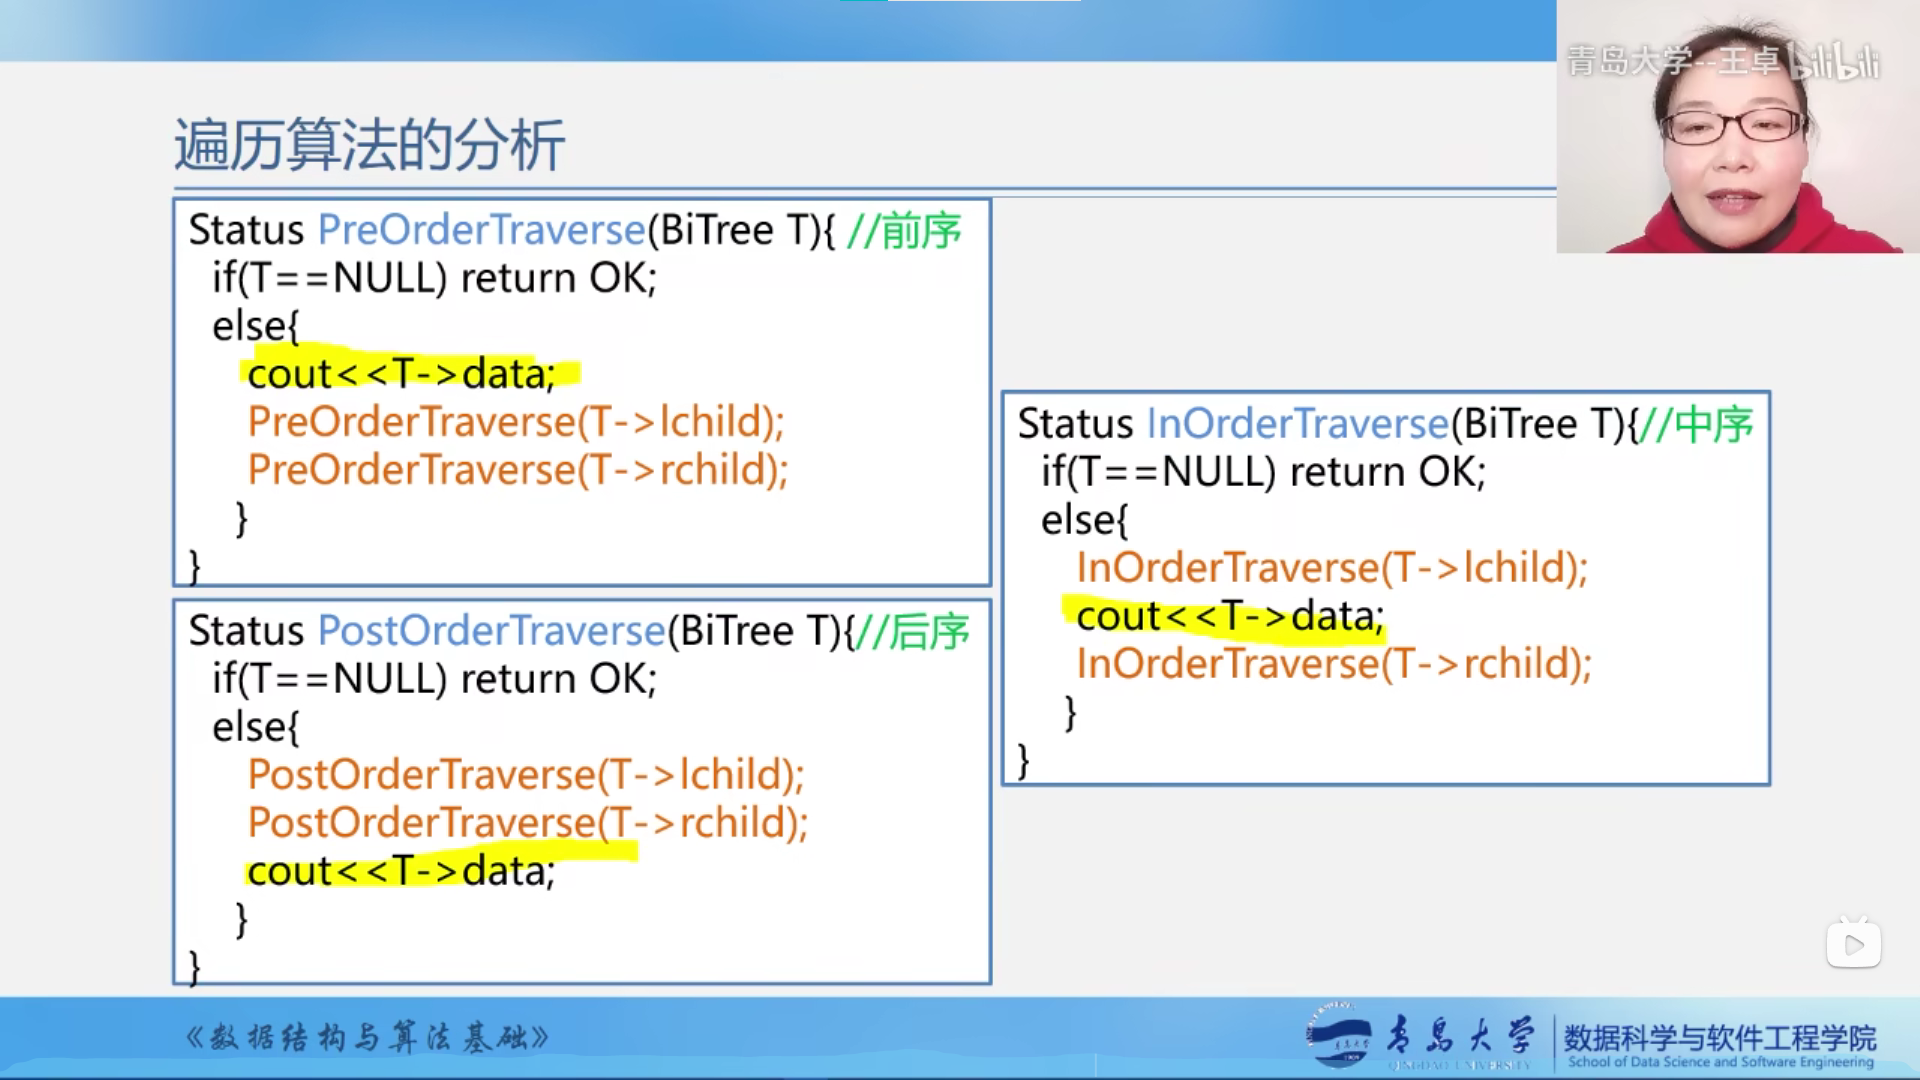 青岛大学--王卓 bilibili
遍历算法的分析
Status PreOrderTraverse(BiTree T){ //前序
if(T==NULL) return OK;
else{
cout<<T->data;
PreOrderTraverse(T->lchild);
PreOrderTraverse(T->rchild);
}
}
Status PostOrderTraverse(BiTree T){//后序
if(T==NULL) return OK;
else{
PostOrderTraverse(T->lchild);
PostOrderTraverse(T->rchild);
cout<<T->data;
}
}
Status InOrderTraverse(BiTree T){//中序
if(T==NULL) return OK;
else{
InOrderTraverse(T->lchild);
cout<<T->data;
InOrderTraverse(T->rchild);
}
}
《数据结构与算法基础》
青岛大学
QINGDAO UNIVERSITY
数据科学与软件工程学院
School of Data Science and Software Engineering